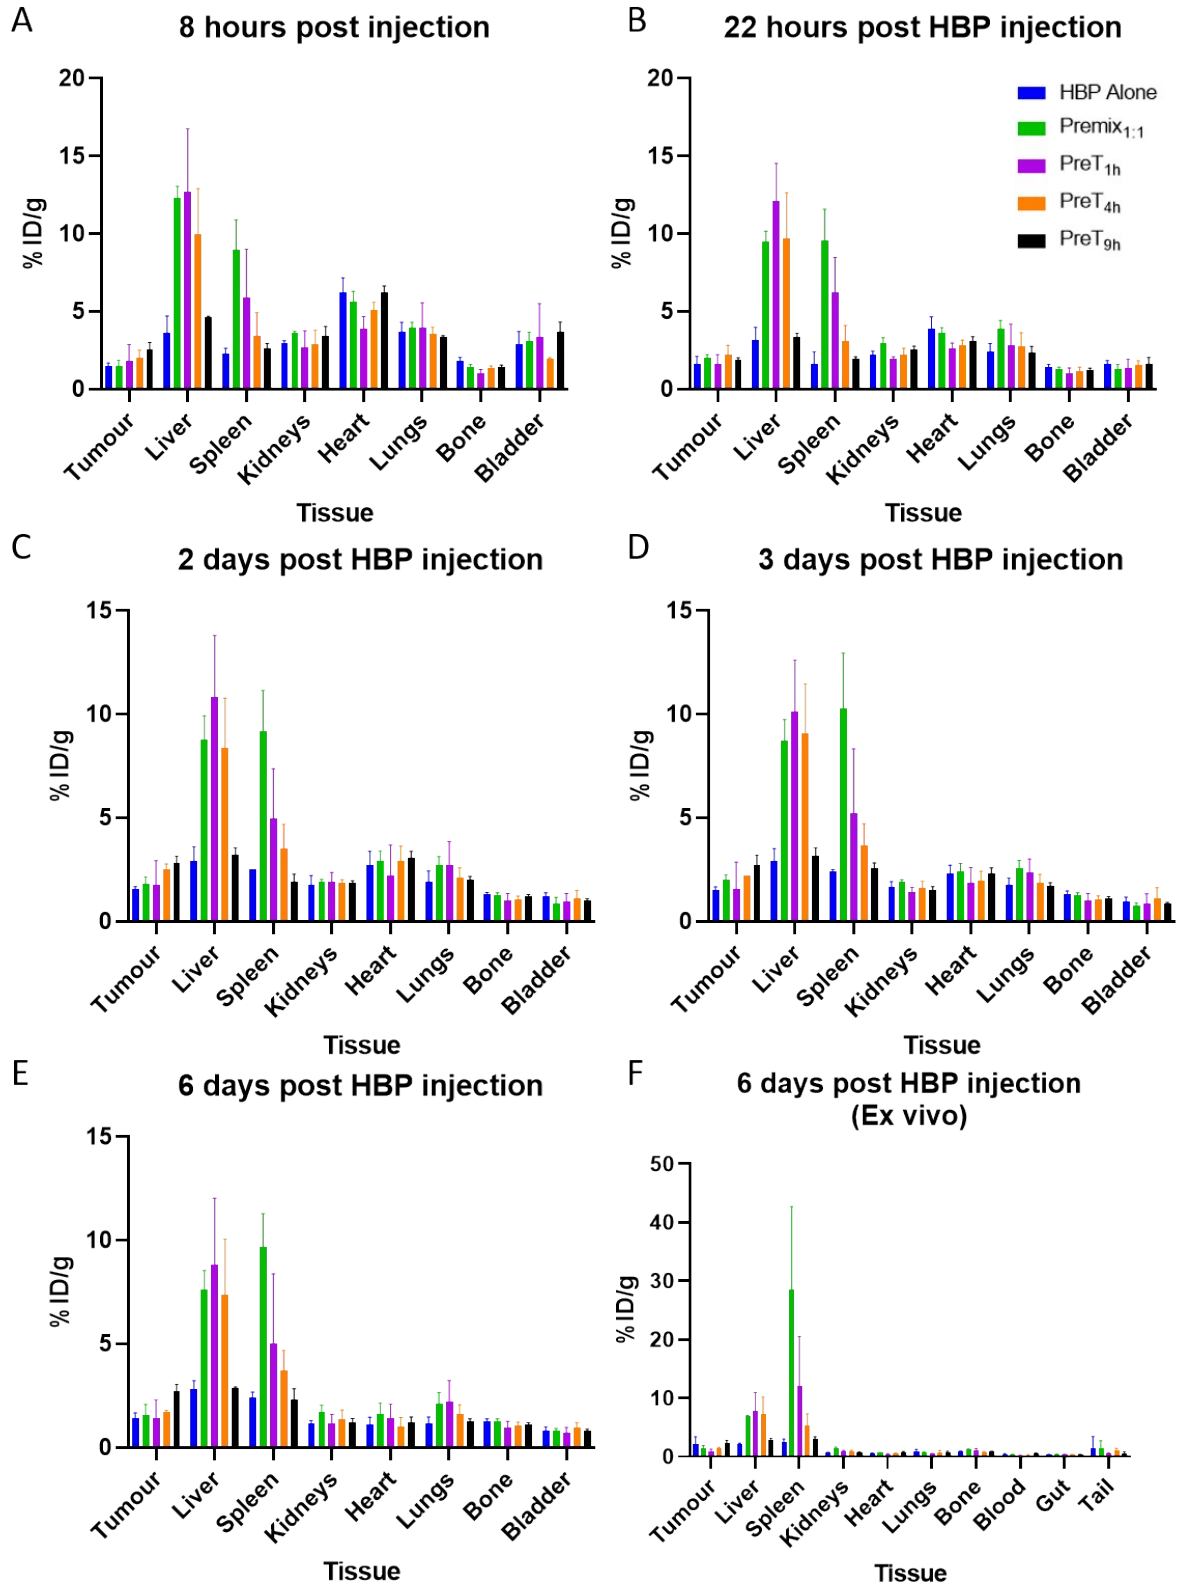 A
8 hours post injection
% ID/g
20
15
10
5
0
Tumour
Liver
Spleen
Kidneys
Heart
Lungs
Bone
Bladder
Tissue
B
22 hours post HBP injection
% ID/g
20
15
10
5
0
HBP Alone
Premix1:1
PreT1h
PreT4h
PreT9h
Tumour
Liver
Spleen
Kidneys
Heart
Lungs
Bone
Bladder
Tissue
C
2 days post HBP injection
% ID/g
15
10
5
0
Tumour
Liver
Spleen
Kidneys
Heart
Lungs
Bone
Bladder
Tissue
D
3 days post HBP injection
% ID/g
15
10
5
0
Tumour
Liver
Spleen
Kidneys
Heart
Lungs
Bone
Bladder
Tissue
E
6 days post HBP injection
% ID/g
15
10
5
0
Tumour
Liver
Spleen
Kidneys
Heart
Lungs
Bone
Bladder
Tissue
F
6 days post HBP injection
(Ex vivo)
% ID/g
50
40
30
20
10
0
Tumour
Liver
Spleen
Kidneys
Heart
Lungs
Bone
Blood
Gut
Tail
Tissue